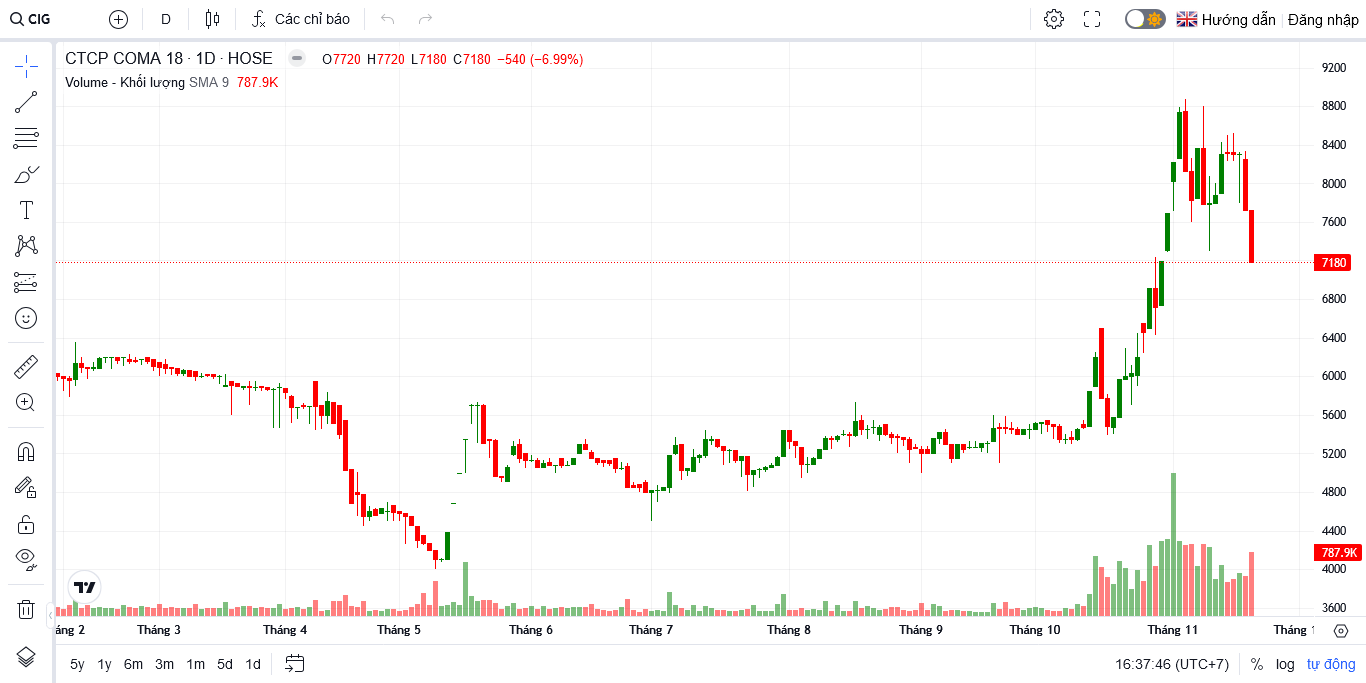 CIG D Các chỉ báo Hướng dẫn Đăng nhập
CTCP COMA 18 · 1D · HOSE O7720 H7720 L7180 C7180 −540 (−6.99%)
Volume - Khối lượng SMA 9 787.9K
9200
8800
8400
8000
7600
7180
6800
6400
6000
5600
5200
4800
4400
787.9K
4000
3600
áng 2 Tháng 3 Tháng 4 Tháng 5 Tháng 6 Tháng 7 Tháng 8 Tháng 9 Tháng 10 Tháng 11 Tháng 1
5y 1y 6m 3m 1m 5d 1d 16:37:46 (UTC+7) % log tự động